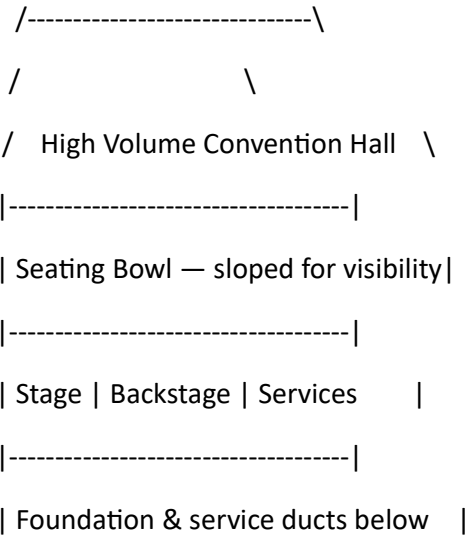 /-------------------------------\
/ \
/ High Volume Convention Hall \
|-------------------------------------|
| Seating Bowl — sloped for visibility|
|-------------------------------------|
| Stage | Backstage | Services |
|-------------------------------------|
| Foundation & service ducts below |